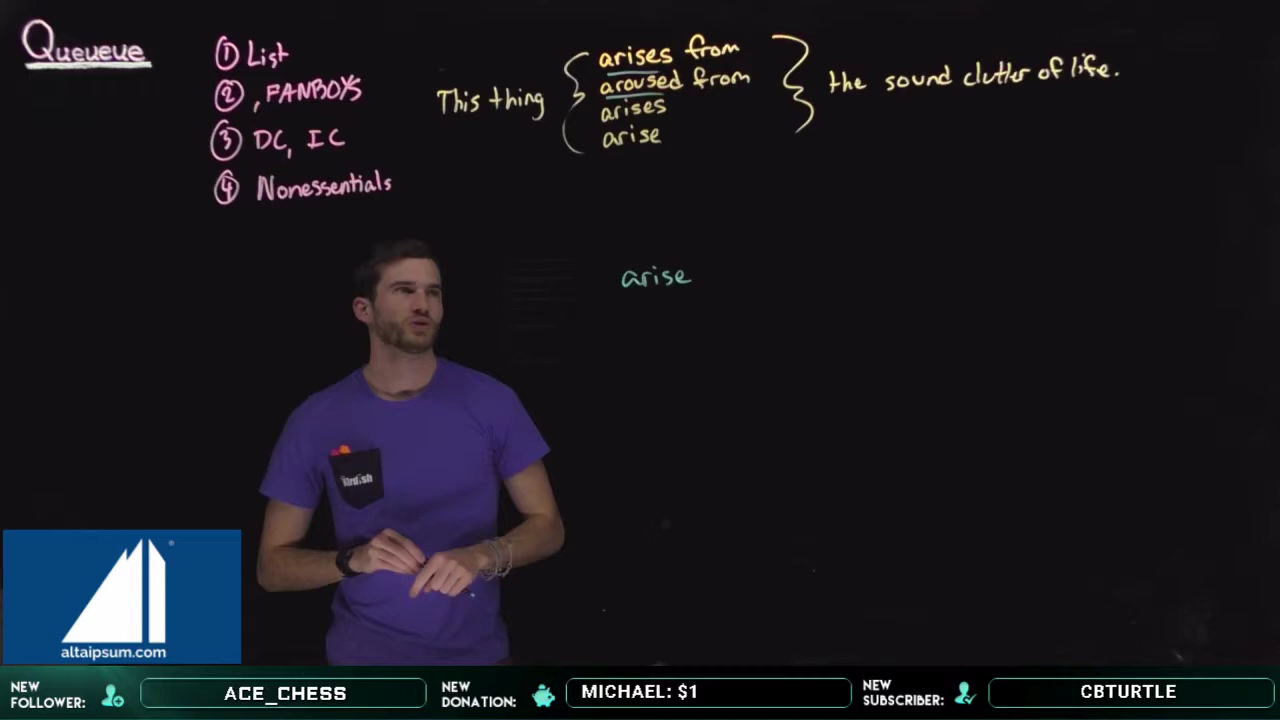 Queueue
① List
② , FANBOYS
③ DC, IC
④ Nonessentials
This thing
arises from
aroused from
arises
arise
the sound clutter of life.
arise
altaipsum.com
NEW FOLLOWER:
ACE_CHESS
NEW DONATION:
MICHAEL: $1
NEW SUBSCRIBER:
CBTURTLE